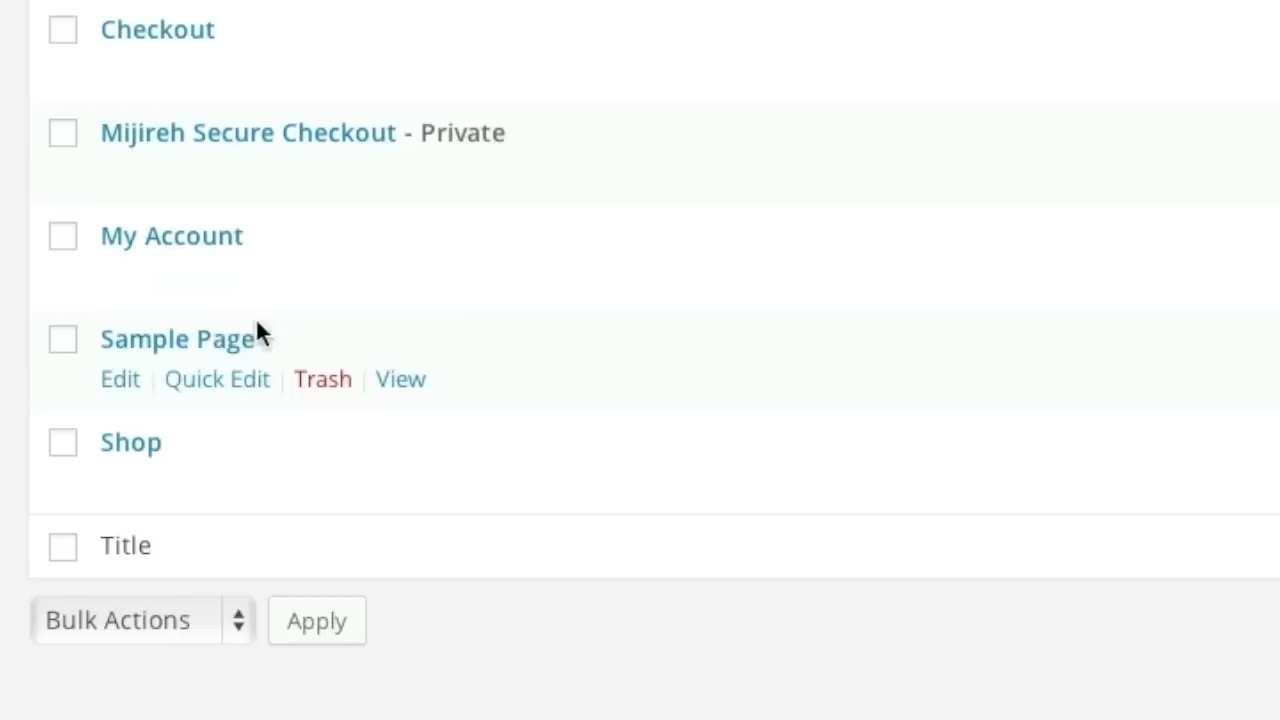 Checkout
Mijireh Secure Checkout - Private
My Account
Sample Page
Edit | Quick Edit | Trash | View
Shop
Title
Bulk Actions
Apply